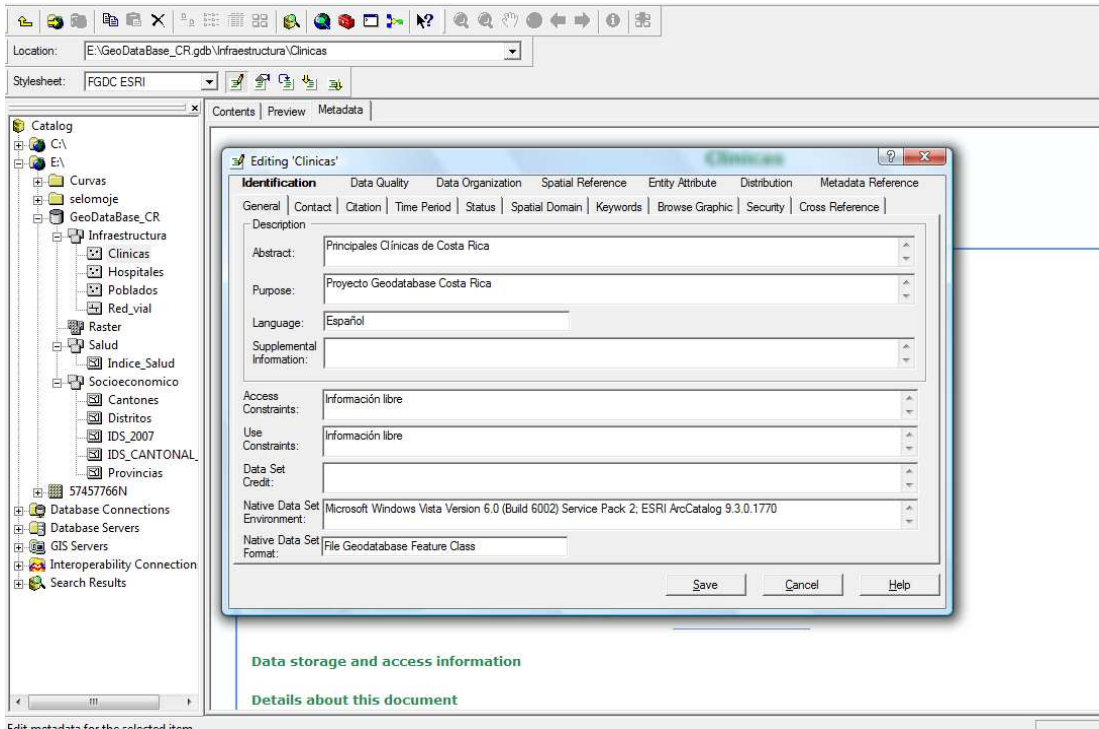 Location: E:\GeoDataBase_CR.gdb\Infraestructura\Clinicas
Stylesheet: FGDC ESRI
Contents Preview Metadata
Catalog
C:\
E:\
Curvas
selomoje
GeoDataBase_CR
Infraestructura
Clinicas
Hospitales
Poblados
Red_vial
Raster
Salud
Indice_Salud
Socioeconomico
Cantones
Distritos
IDS_2007
IDS_CANTONAL_
Provincias
57457766N
Database Connections
Database Servers
GIS Servers
Interoperability Connection
Search Results
Clinicas
Editing 'Clinicas'
Identification Data Quality Data Organization Spatial Reference Entity Attribute Distribution Metadata Reference
General Contact Citation Time Period Status Spatial Domain Keywords Browse Graphic Security Cross Reference
Description
Abstract: Principales Clínicas de Costa Rica
Purpose: Proyecto Geodatabase Costa Rica
Language: Español
Supplemental
Information:
Access
Constraints: Información libre
Use
Constraints: Información libre
Data Set
Credit:
Native Data Set
Environment: Microsoft Windows Vista Version 6.0 (Build 6002) Service Pack 2; ESRI ArcCatalog 9.3.0.1770
Native Data Set
Format: File Geodatabase Feature Class
Save Cancel Help
Data storage and access information
Details about this document
Edit metadata for the selected item